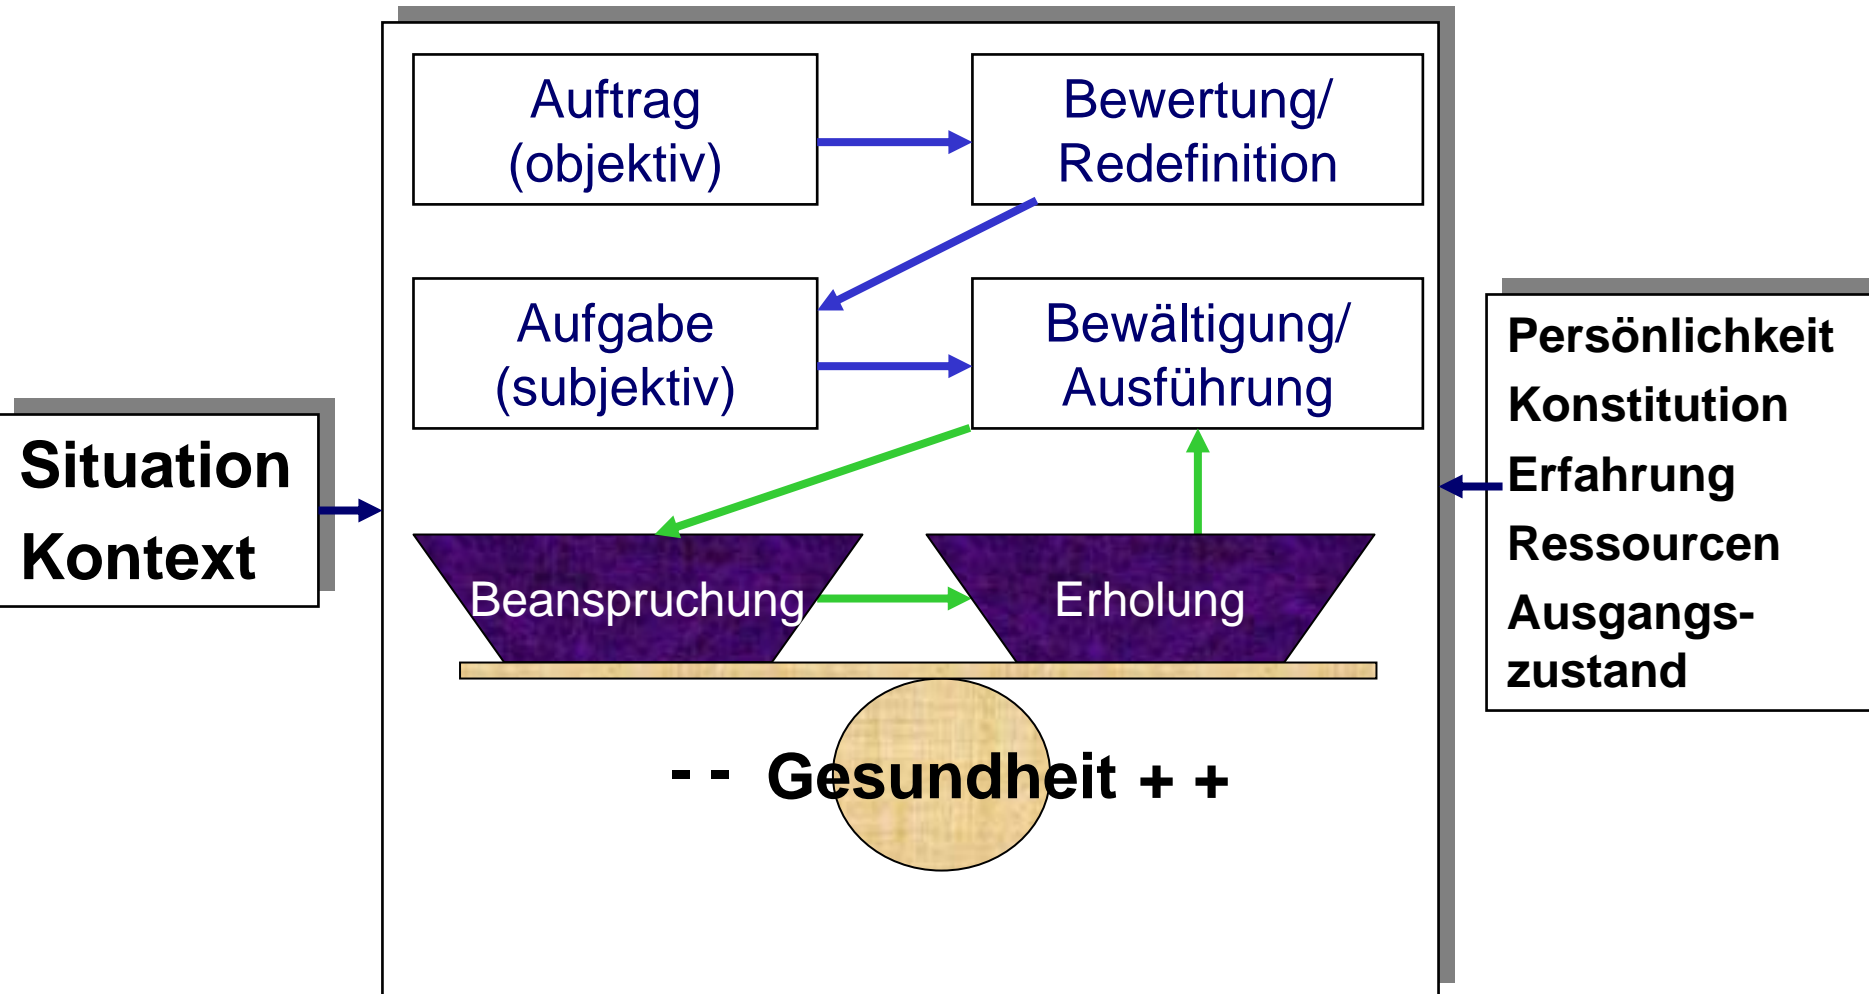 Auftrag
(objektiv)
Bewertung/
Redefinition
Aufgabe
(subjektiv)
Bewältigung/
Ausführung
Situation
Kontext
Persönlichkeit
Konstitution
Erfahrung
Ressourcen
Ausgangs-
zustand
Beanspruchung
Erholung
- - Gesundheit + +